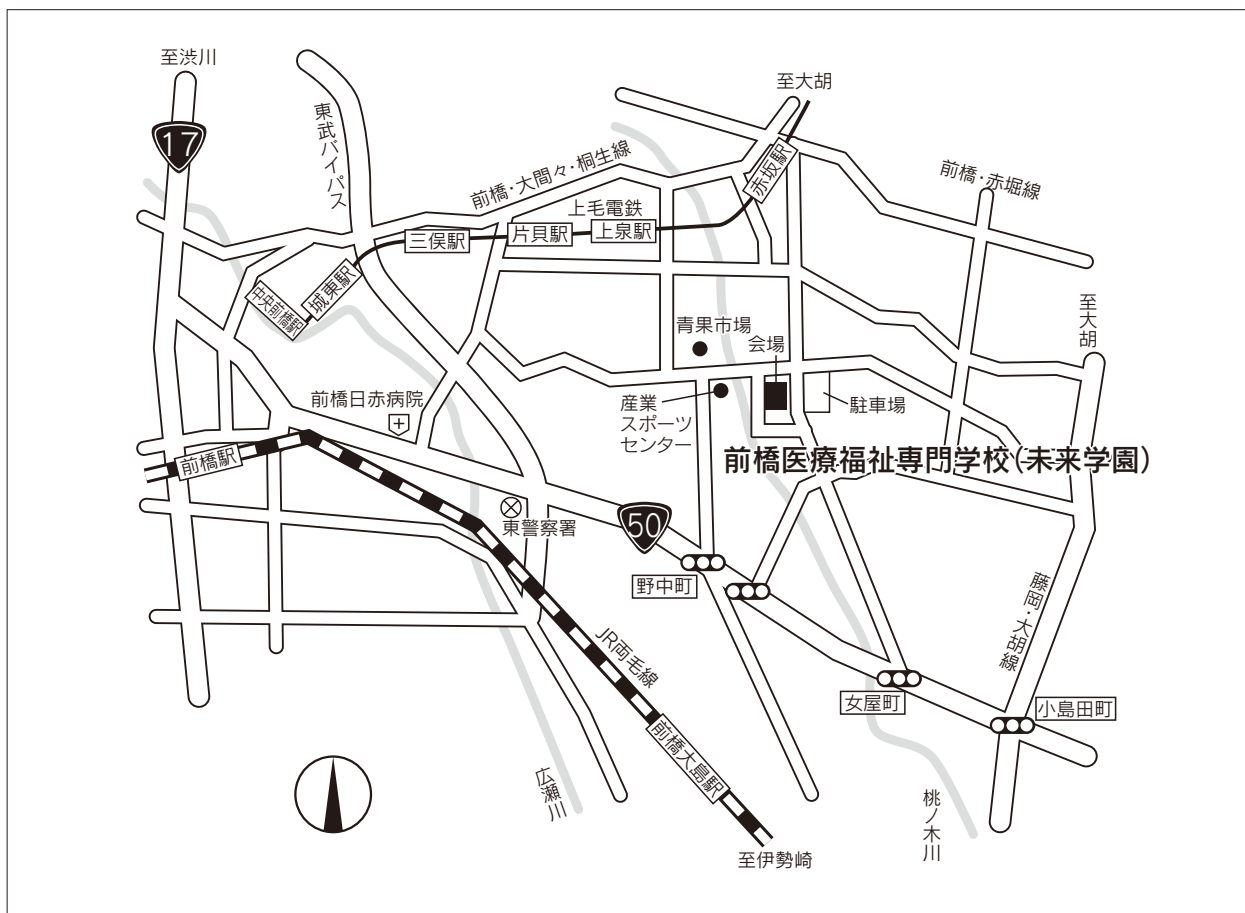 至渋川
17
東武バイパス
至大胡
前橋・大間々・桐生線
赤坂駅
前橋・赤堀線
上毛電鉄
三俣駅
片貝駅
上泉駅
城東駅
中央前橋駅
至大胡
青果市場
会場
前橋日赤病院
産業
スポーツ
センター
駐車場
前橋医療福祉専門学校(未来学園)
前橋駅
東警察署
50
野中町
藤岡・大胡線
JR両毛線
女屋町
小島田町
前橋大島駅
広瀬川
桃ノ木川
至伊勢崎